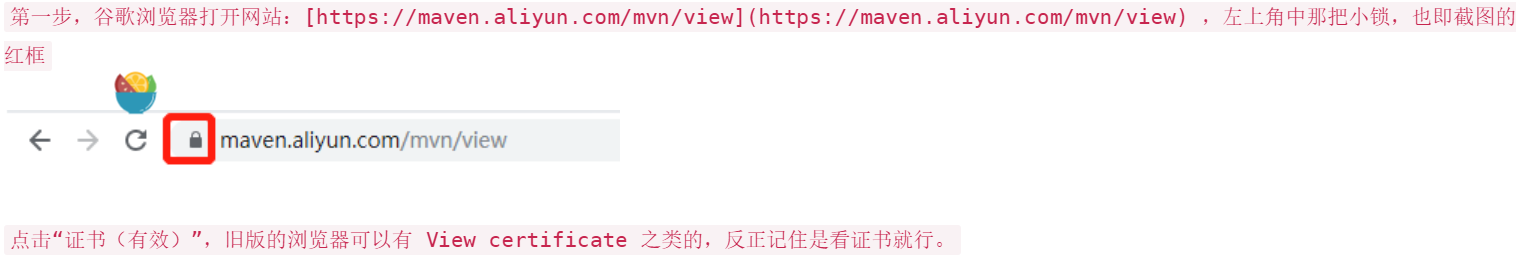 第一步，谷歌浏览器打开网站：[https://maven.aliyun.com/mvn/view](https://maven.aliyun.com/mvn/view) ，左上角中那把小锁，也即截图的
红框
maven.aliyun.com/mvn/view
点击“证书（有效）”，旧版的浏览器可以有 View certificate 之类的，反正记住是看证书就行。